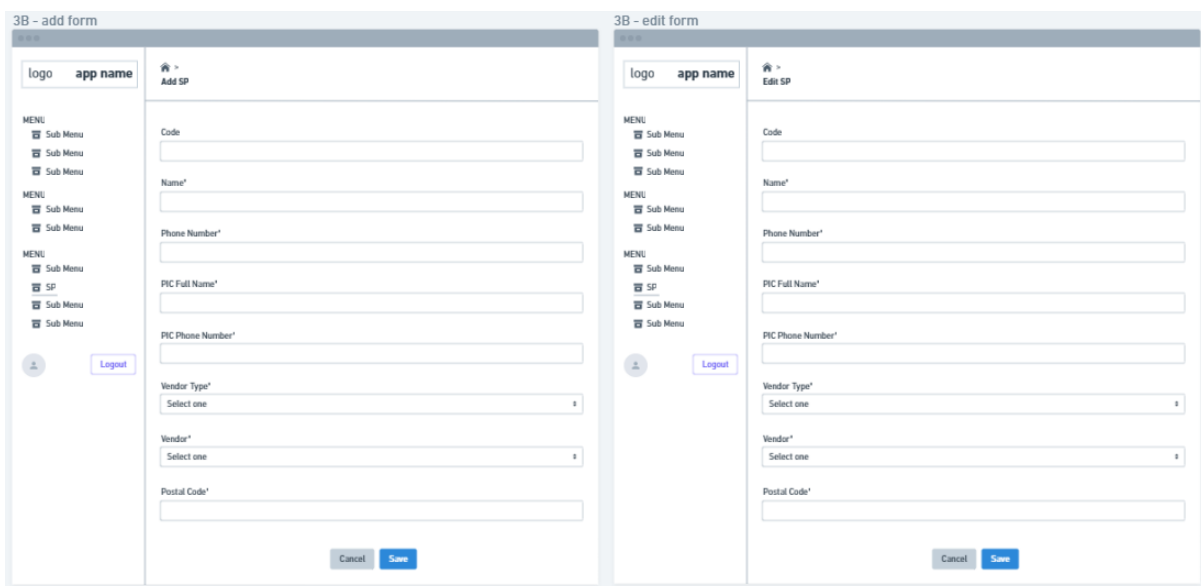 3B - add form
logo app name
>
Add SP
MENU
Sub Menu
Sub Menu
Sub Menu
MENU
Sub Menu
Sub Menu
MENU
Sub Menu
SP
Sub Menu
Sub Menu
Logout
Code
Name*
Phone Number*
PIC Full Name*
PIC Phone Number*
Vendor Type*
Select one
Vendor*
Select one
Postal Code*
Cancel Save
3B - edit form
logo app name
>
Edit SP
MENU
Sub Menu
Sub Menu
Sub Menu
MENU
Sub Menu
Sub Menu
MENU
Sub Menu
SP
Sub Menu
Sub Menu
Logout
Code
Name*
Phone Number*
PIC Full Name*
PIC Phone Number*
Vendor Type*
Select one
Vendor*
Select one
Postal Code*
Cancel Save